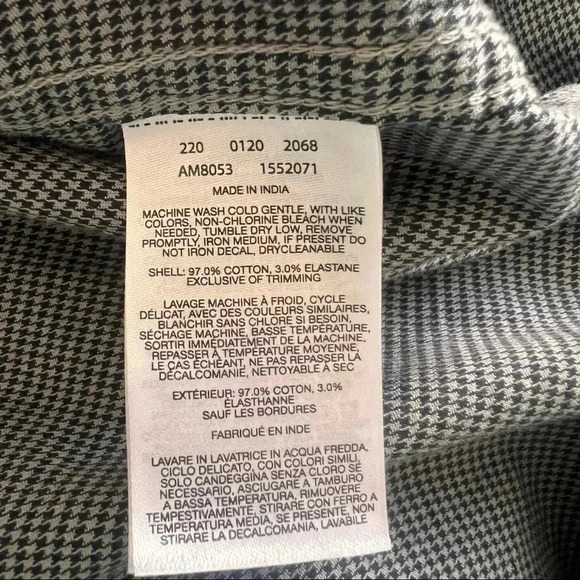 220 0120 2068
AM8053 1552071
MADE IN INDIA
MACHINE WASH COLD GENTLE, WITH LIKE
COLORS, NON-CHLORINE BLEACH WHEN
NEEDED, TUMBLE DRY LOW, REMOVE
PROMPTLY, IRON MEDIUM, IF PRESENT DO
NOT IRON DECAL, DRYCLEANABLE
SHELL: 97.0% COTTON, 3.0% ELASTANE
EXCLUSIVE OF TRIMMING
LAVAGE MACHINE À FROID, CYCLE
DÉLICAT, AVEC DES COULEURS SIMILAIRES,
BLANCHIR SANS CHLORE SI BESOIN,
SÉCHAGE MACHINE, BASSE TEMPÉRATURE,
SORTIR IMMÉDIATEMENT DE LA MACHINE,
REPASSER À TEMPÉRATURE MOYENNE,
LE CAS ÉCHÉANT, NE PAS REPASSER LA
DÉCALCOMANIE, NETTOYABLE À SEC
EXTÉRIEUR: 97.0% COTON, 3.0%
ÉLASTHANNE
SAUF LES BORDURES
FABRIQUÉ EN INDE
LAVARE IN LAVATRICE IN ACQUA FREDDA,
CICLO DELICATO, CON COLORI SIMILI,
SOLO CANDEGGINA SENZA CLORO SE
NECESSARIO, ASCIUGARE A TAMBURO
A BASSA TEMPERATURA, RIMUOVERE
TEMPESTIVAMENTE, STIRARE CON FERRO A
TEMPERATURA MEDIA, SE PRESENTE, NON
STIRARE LA DECALCOMANIA, LAVABILE